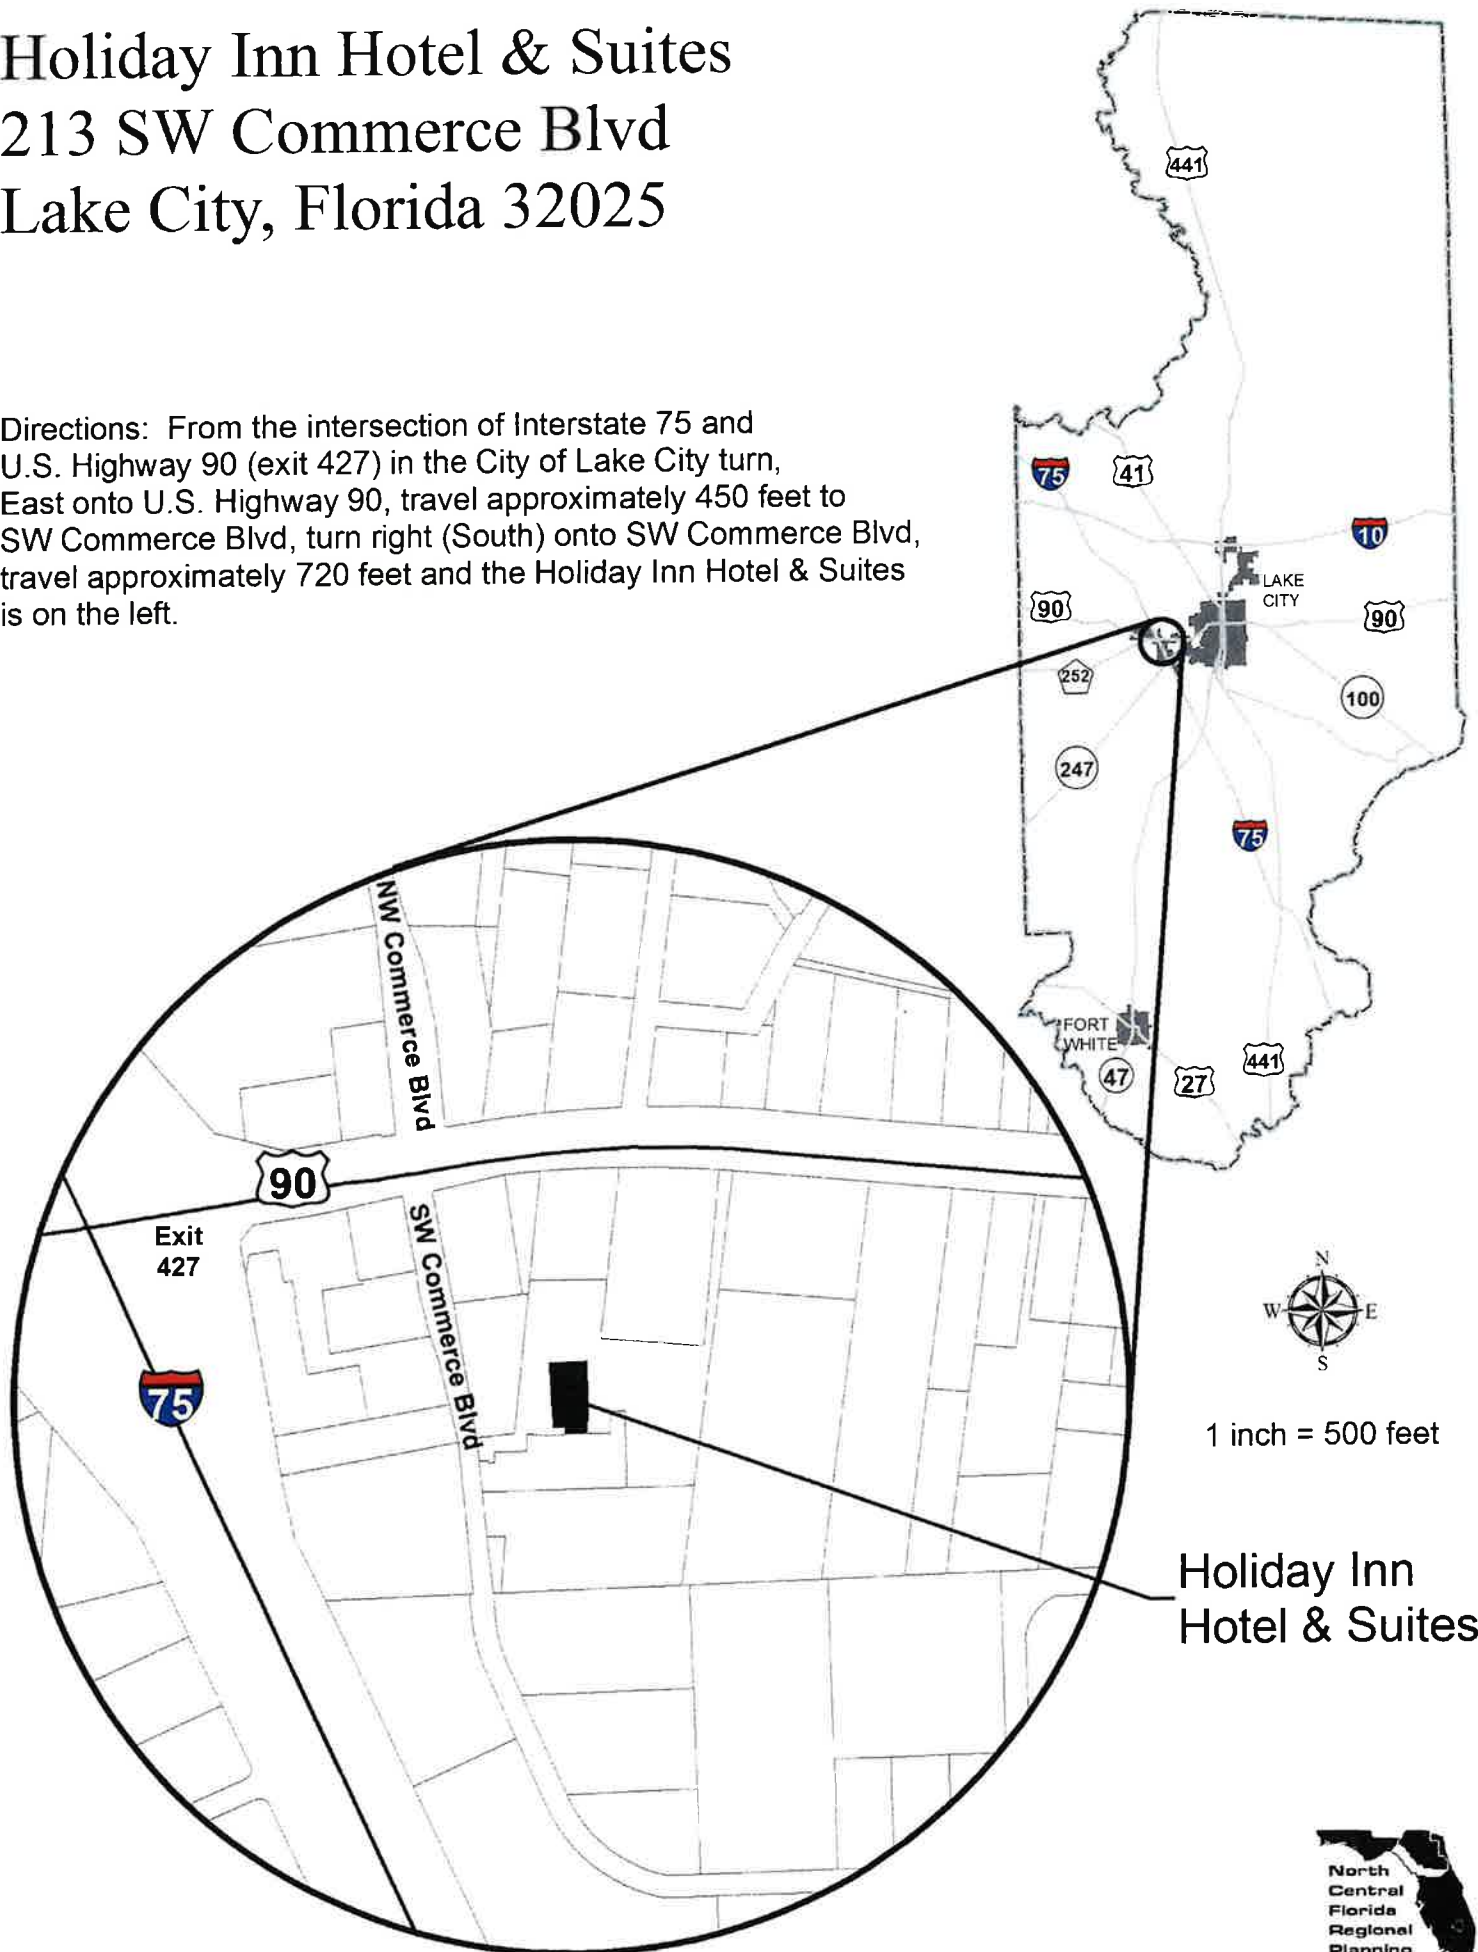 Holiday Inn Hotel & Suites
213 SW Commerce Blvd
Lake City, Florida 32025
Directions: From the intersection of Interstate 75 and
U.S. Highway 90 (exit 427) in the City of Lake City turn,
East onto U.S. Highway 90, travel approximately 450 feet to
SW Commerce Blvd, turn right (South) onto SW Commerce Blvd,
travel approximately 720 feet and the Holiday Inn Hotel & Suites
is on the left.
441
75
41
10
LAKE
CITY
90
90
252
100
247
75
FORT
WHITE
47
27
441
NW Commerce Blvd
90
Exit
427
SW Commerce Blvd
75
N
W
E
S
1 inch = 500 feet
Holiday Inn
Hotel & Suites
North
Central
Florida
Regional
Planning